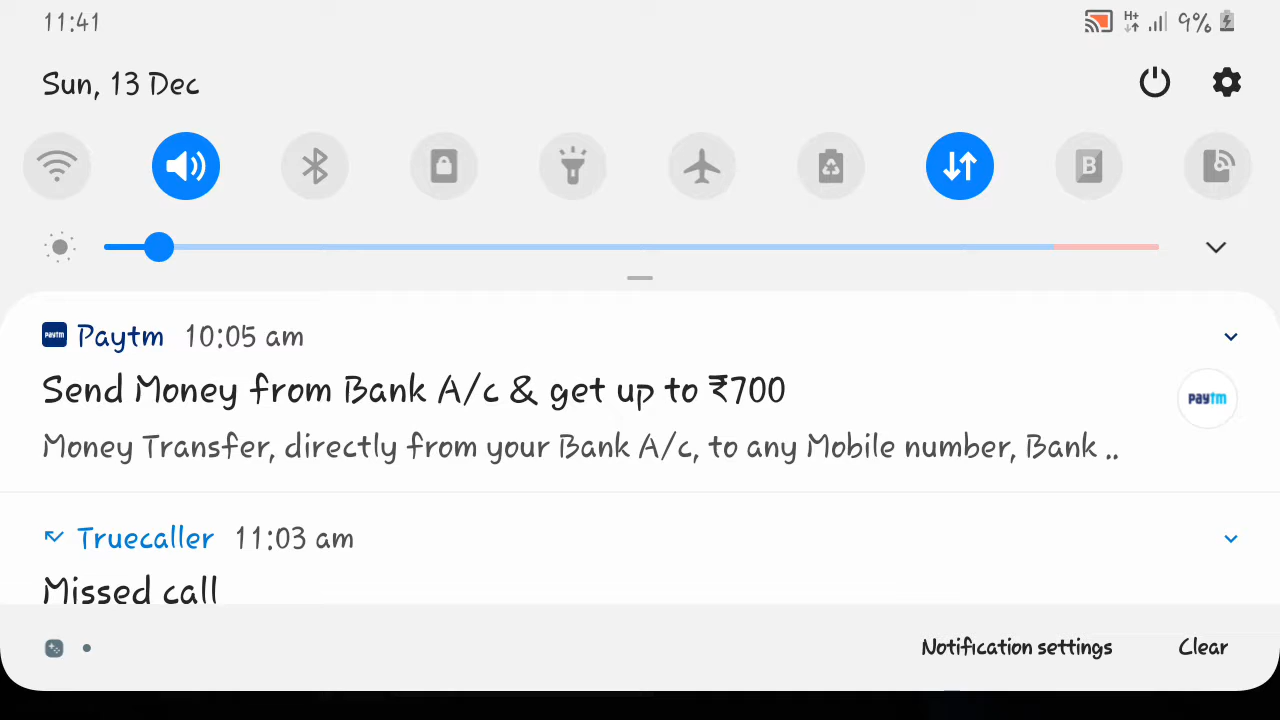 11:41 H+ 9%
Sun, 13 Dec
B
Paytm 10:05 am
Send Money from Bank A/c & get up to ₹700
paytm
Money Transfer, directly from your Bank A/c, to any Mobile number, Bank ..
Truecaller 11:03 am
Missed call
Notification settings Clear